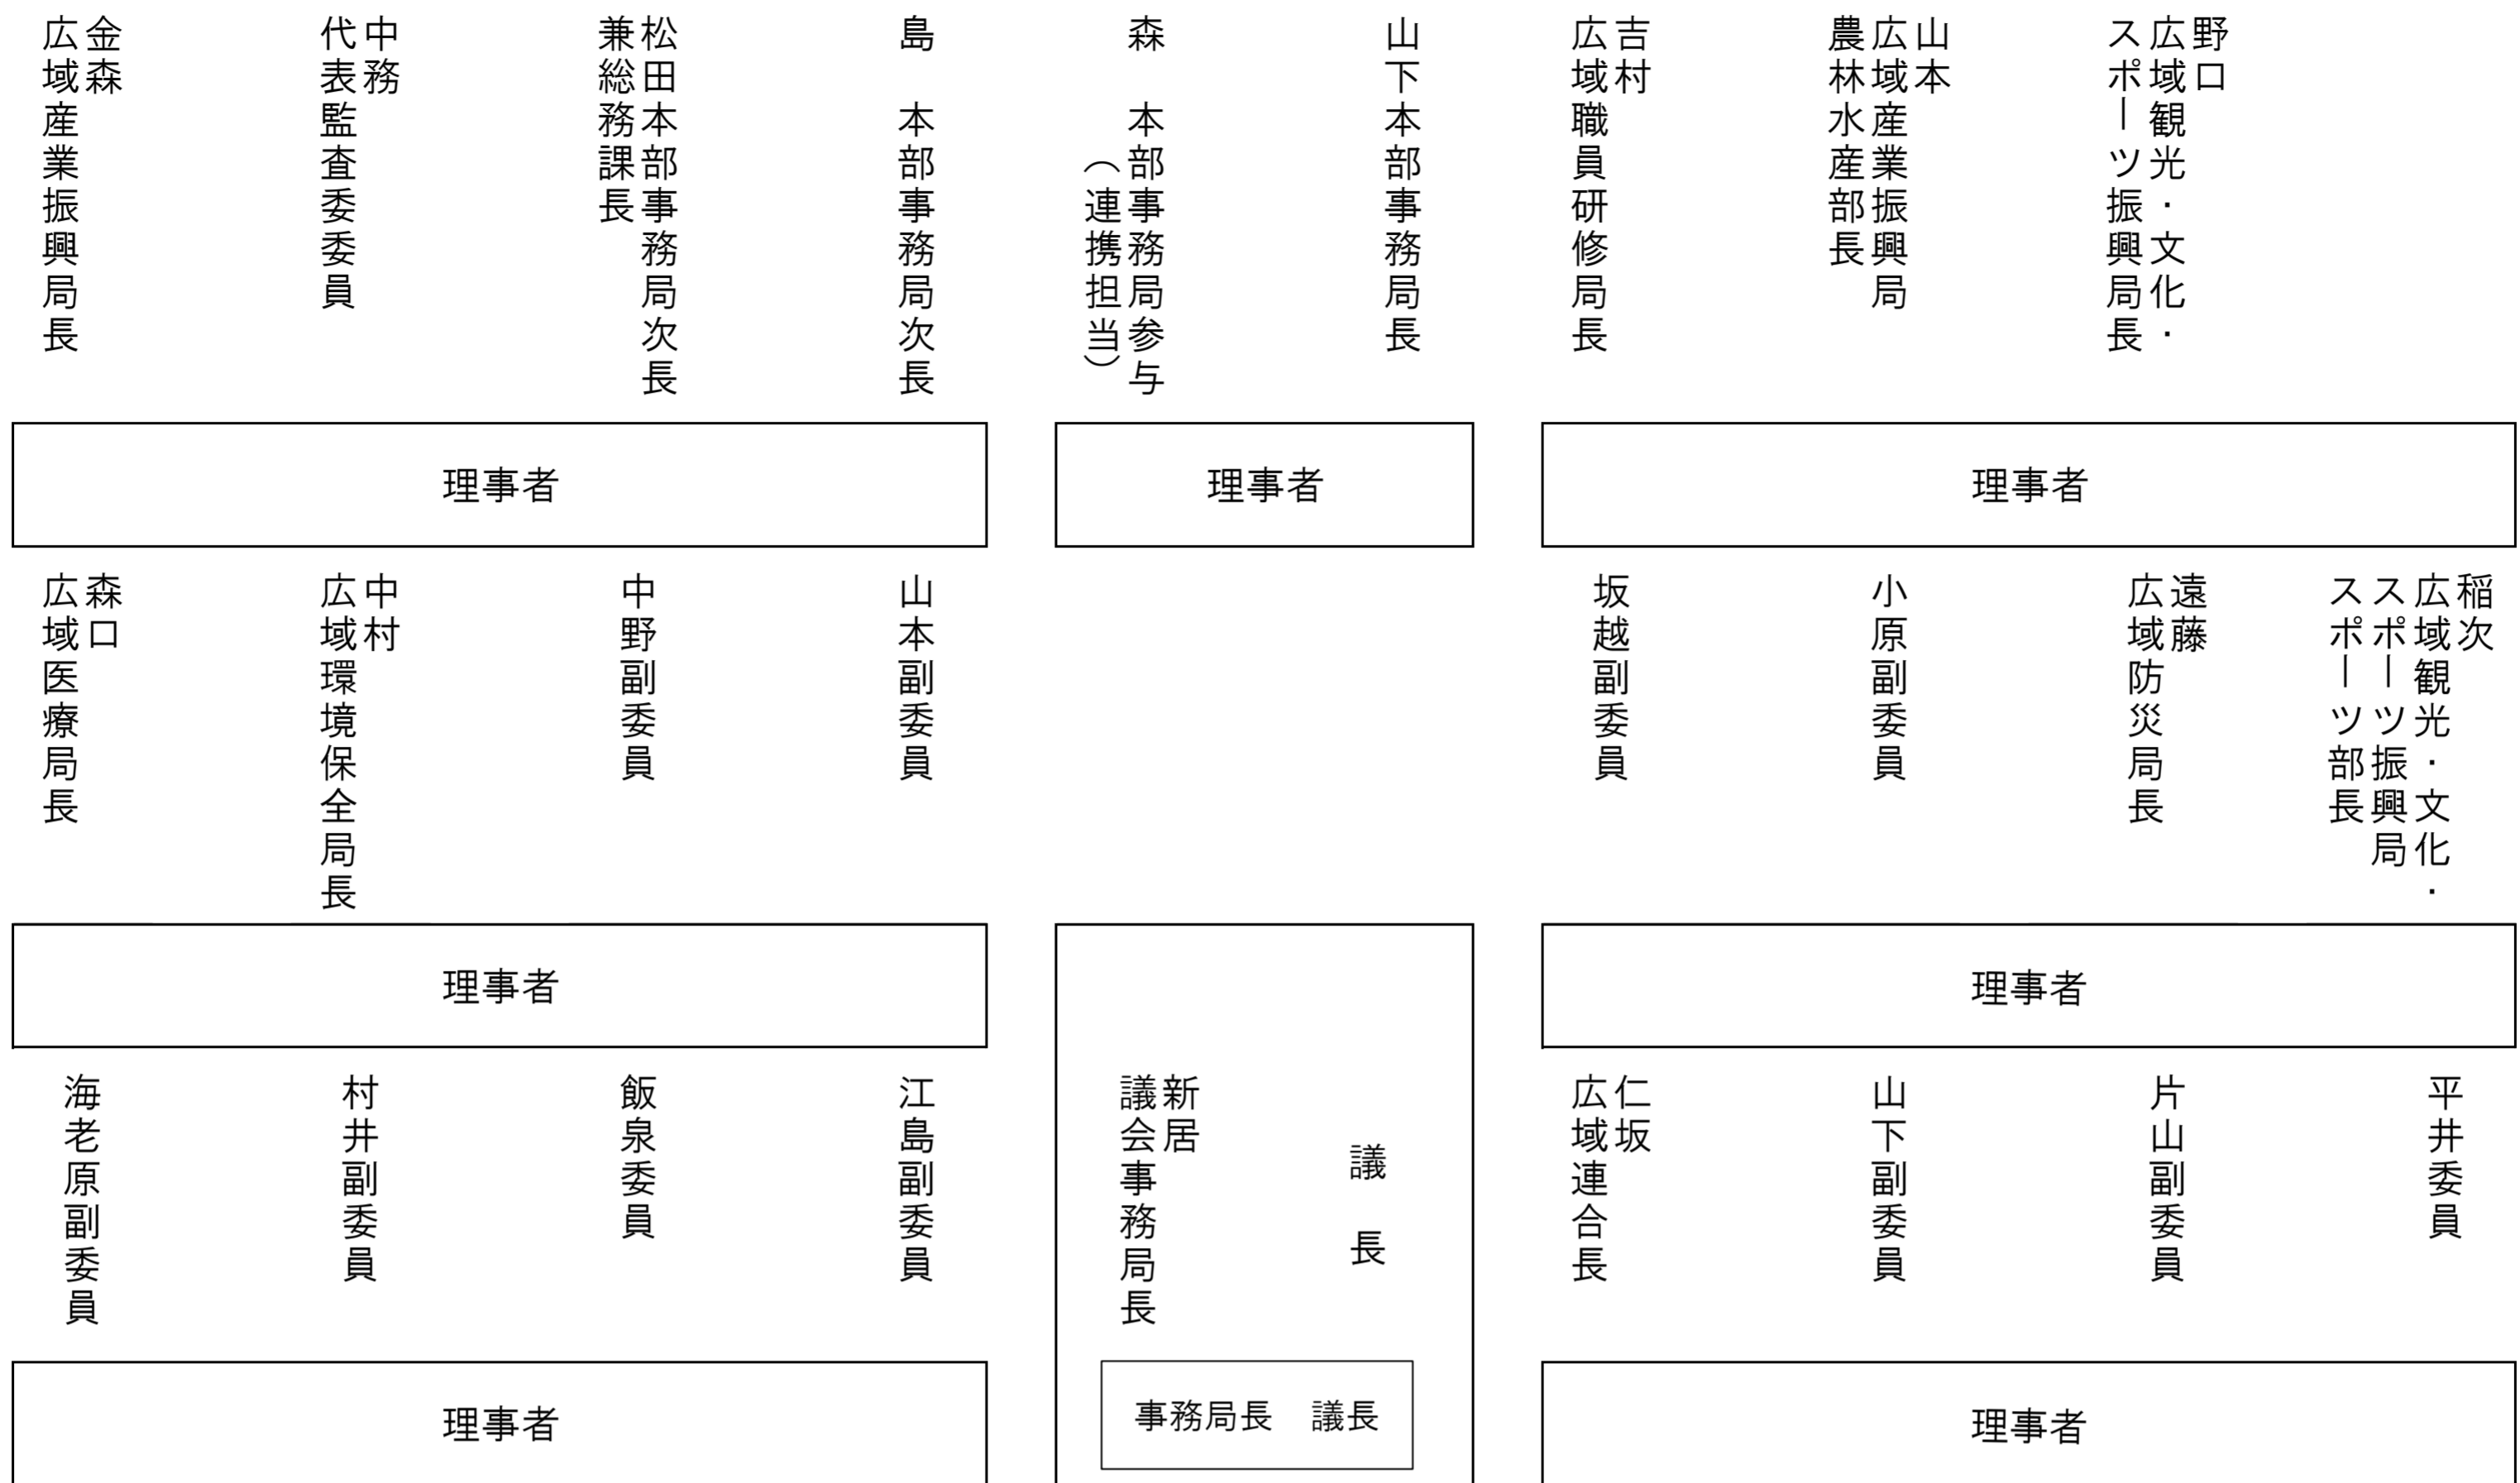 野口
広域観光・文化・
スポーツ振興局長
山本
広域産業振興局
農林水産部長
吉村
広域職員研修局長
山下本部事務局長
森　本部事務局参与
（連携担当）
島　本部事務局次長
松田本部事務局次長
兼総務課長
中務
代表監査委員
金森
広域産業振興局長
理事者
理事者
理事者
稲次
広域観光・文化・
スポーツ振興局
スポーツ部長
遠藤
広域防災局長
小原副委員
坂越副委員
山本副委員
中野副委員
中村
広域環境保全局長
森口
広域医療局長
理事者
理事者
平井委員
片山副委員
山下副委員
仁坂
広域連合長
議　長
新居
議会事務局長
江島副委員
飯泉委員
村井副委員
海老原副委員
理事者
事務局長　議長
理事者